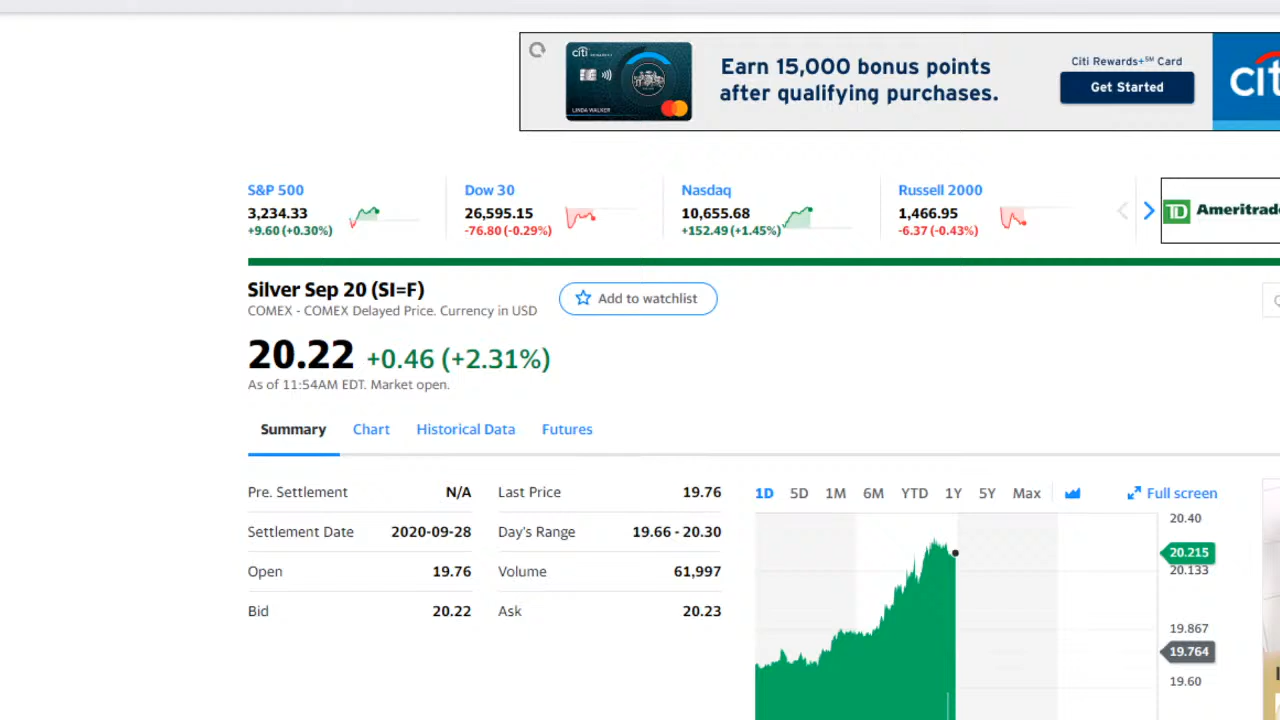 citi REWARDS+
LINDA WALKER
Earn 15,000 bonus points
after qualifying purchases.
Citi Rewards+℠ Card
Get Started
S&P 500
3,234.33
+9.60 (+0.30%)
Dow 30
26,595.15
-76.80 (-0.29%)
Nasdaq
10,655.68
+152.49 (+1.45%)
Russell 2000
1,466.95
-6.37 (-0.43%)
TD
Silver Sep 20 (SI=F)
COMEX - COMEX Delayed Price. Currency in USD
Add to watchlist
20.22 +0.46 (+2.31%)
As of 11:54AM EDT. Market open.
Summary Chart Historical Data Futures
Pre. Settlement N/A
Settlement Date 2020-09-28
Open 19.76
Bid 20.22
Last Price 19.76
Day's Range 19.66 - 20.30
Volume 61,997
Ask 20.23
1D 5D 1M 6M YTD 1Y 5Y Max Full screen
20.40
20.215
20.133
19.867
19.764
19.60